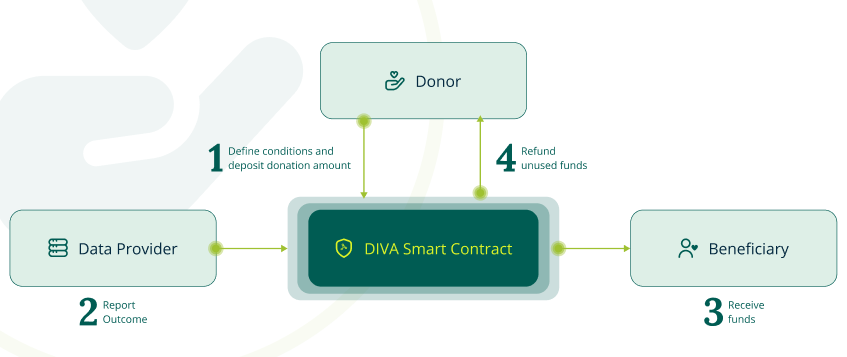 Donor
1
Define conditions and
deposit donation amount
4
Refund
unused funds
Data Provider
DIVA Smart Contract
Beneficiary
2
Report
Outcome
3
Receive
funds